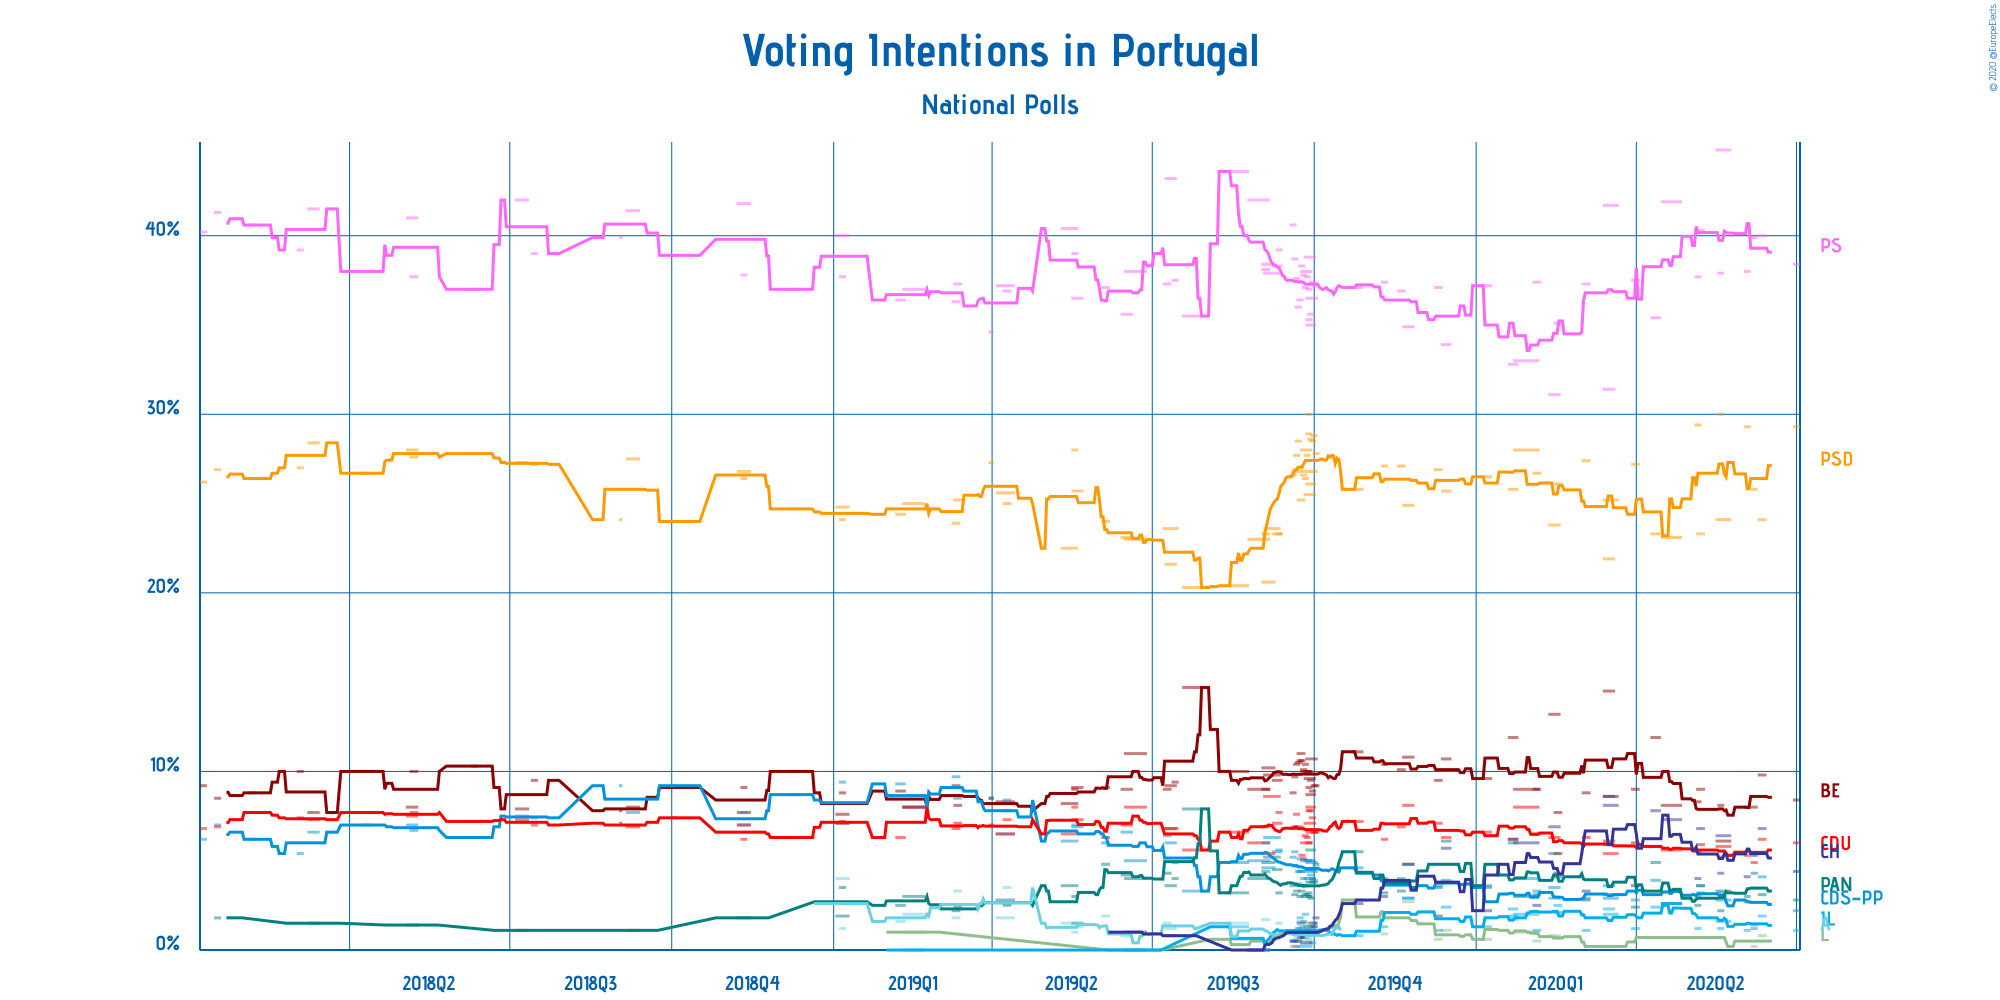 Voting Intentions in Portugal
National Polls
© 2020 @EuropeElects
40%
30%
20%
10%
0%
PS
PSD
BE
CDU
CH
PAN
CDS-PP
IL
A
L
2018Q2 2018Q3 2018Q4 2019Q1 2019Q2 2019Q3 2019Q4 2020Q1 2020Q2